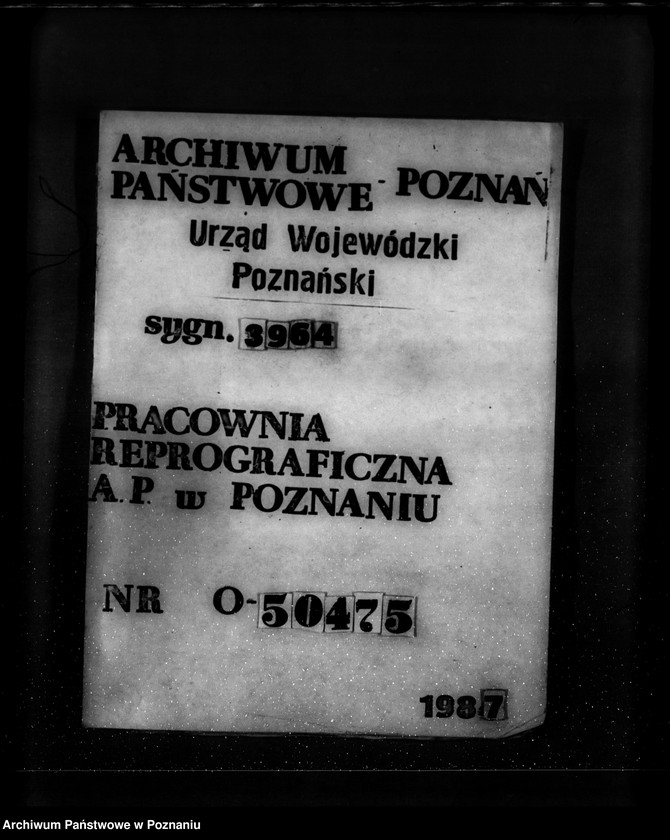 ARCHIWUM
PAŃSTWOWE - POZNAŃ
Urząd Wojewódzki
Poznański
sygn. 3964
PRACOWNIA
REPROGRAFICZNA
A.P. w POZNANIU
NR O-50475
1987
Archiwum Państwowe w Poznaniu